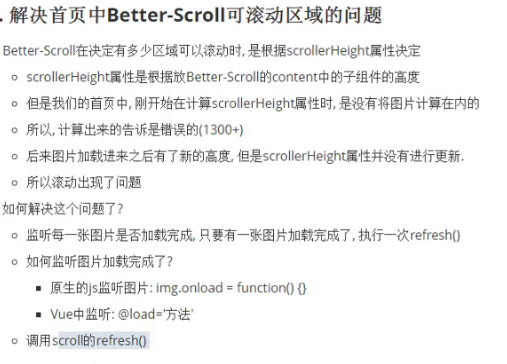 . 解决首页中Better-Scroll可滚动区域的问题
Better-Scroll在决定有多少区域可以滚动时, 是根据scrollerHeight属性决定
scrollerHeight属性是根据放Better-Scroll的content中的子组件的高度
但是我们的首页中, 刚开始在计算scrollerHeight属性时, 是没有将图片计算在内的
所以, 计算出来的告诉是错误的(1300+)
后来图片加载进来之后有了新的高度, 但是scrollerHeight属性并没有进行更新.
所以滚动出现了问题
如何解决这个问题了?
监听每一张图片是否加载完成, 只要有一张图片加载完成了, 执行一次refresh()
如何监听图片加载完成了?
原生的js监听图片: img.onload = function() {}
Vue中监听: @load='方法'
调用scroll的refresh()